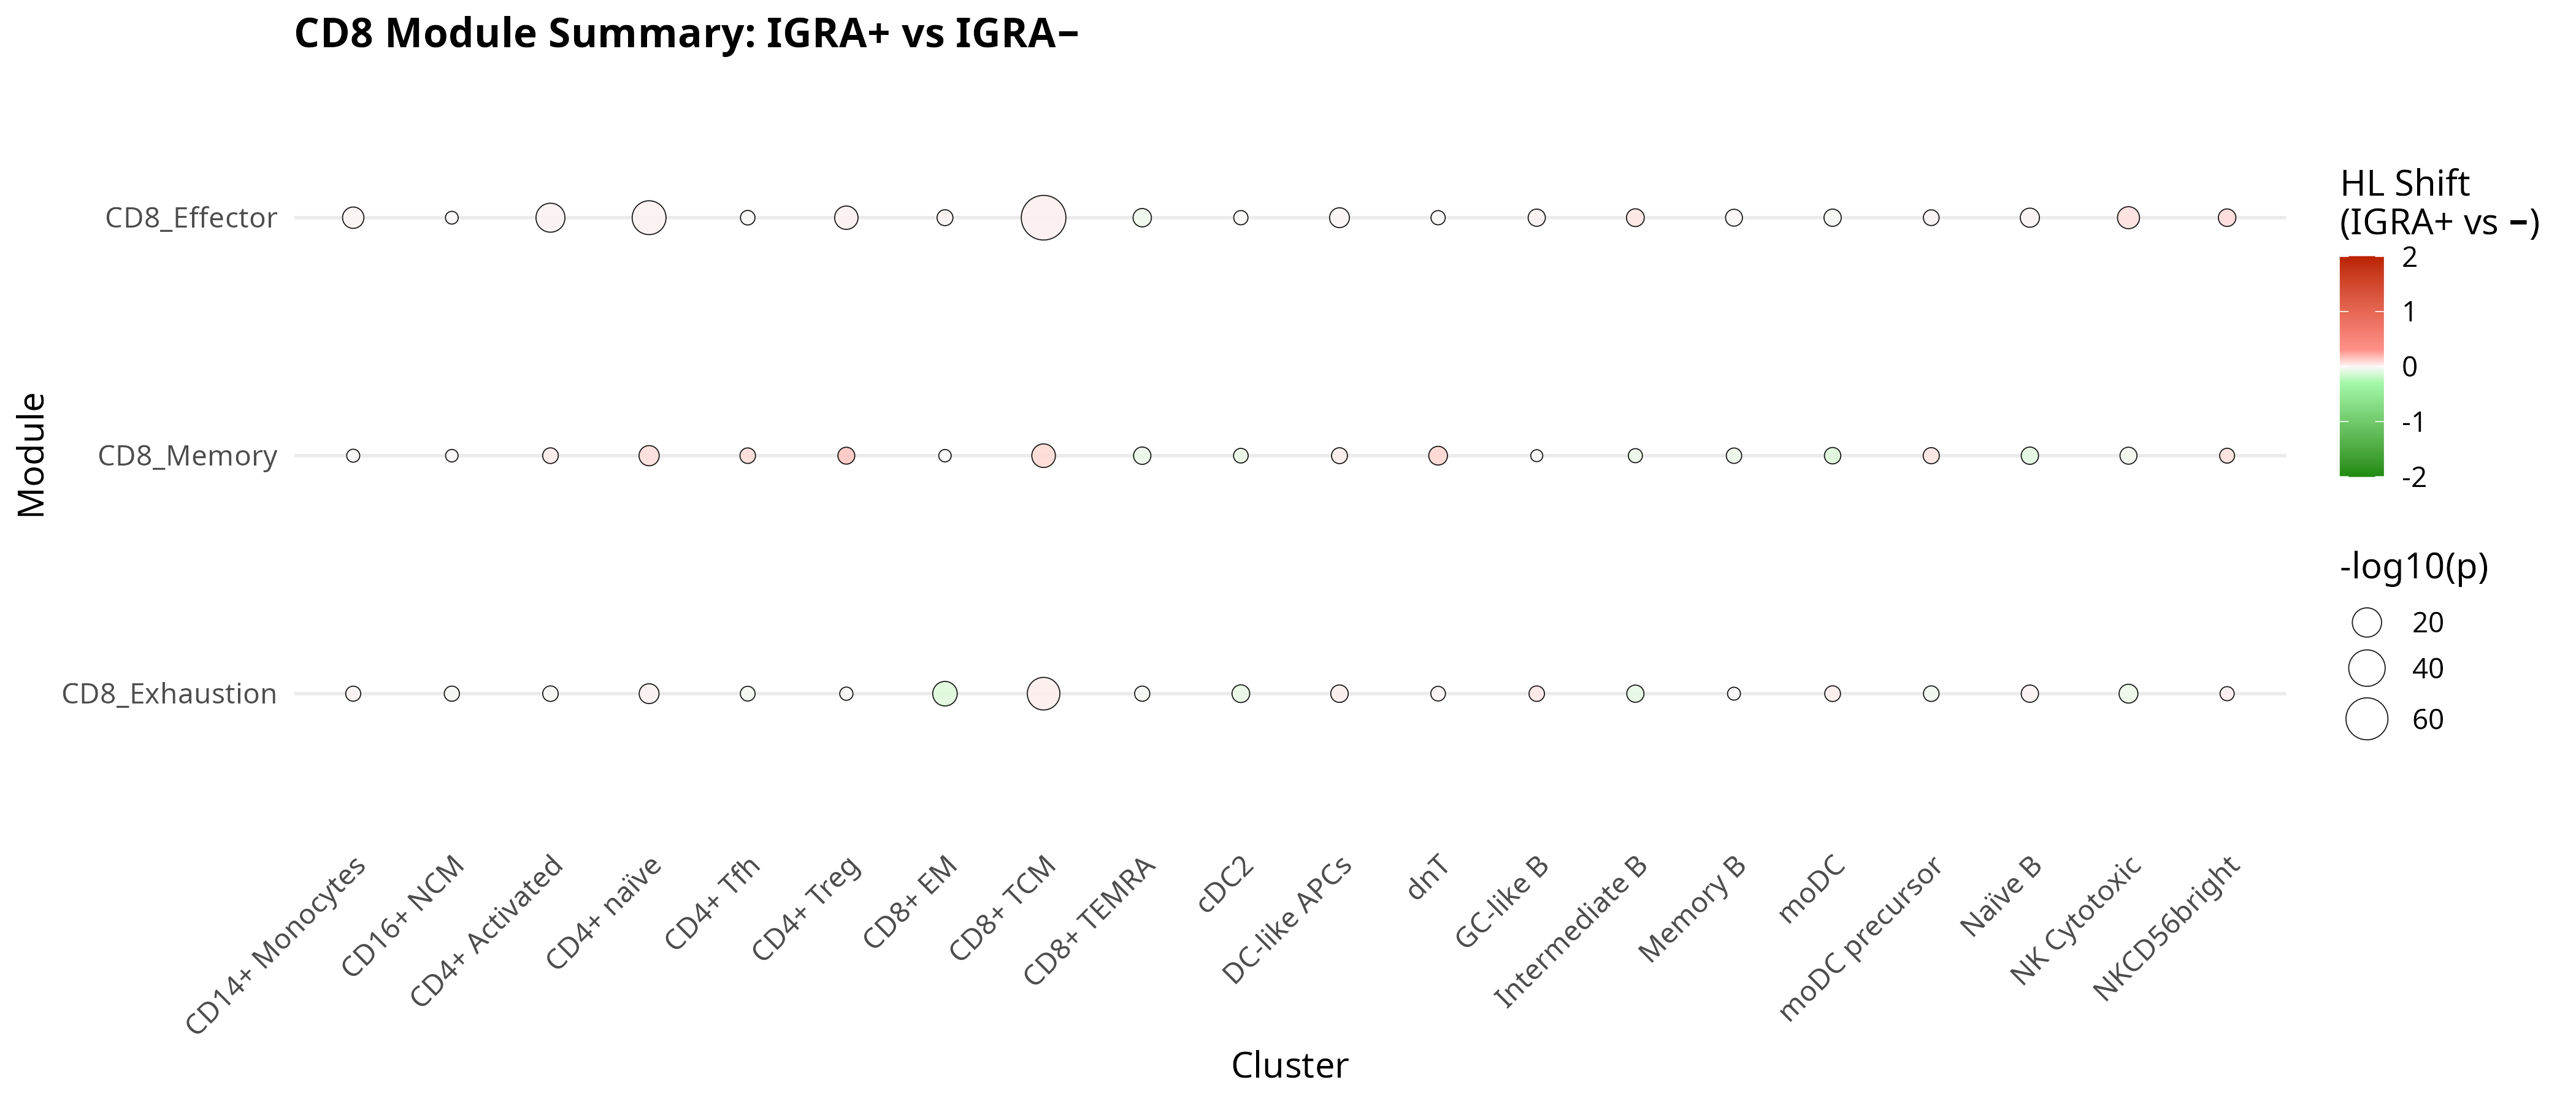 CD8 Module Summary: IGRA+ vs IGRA−
Module
CD8_Effector
CD8_Memory
CD8_Exhaustion
CD14+ Monocytes
CD16+ NCM
CD4+ Activated
CD4+ naïve
CD4+ Tfh
CD4+ Treg
CD8+ EM
CD8+ TCM
CD8+ TEMRA
cDC2
DC-like APCs
dnT
GC-like B
Intermediate B
Memory B
moDC
moDC precursor
Naïve B
NK Cytotoxic
NKCD56bright
Cluster
HL Shift
(IGRA+ vs −)
2
1
0
-1
-2
-log10(p)
20
40
60